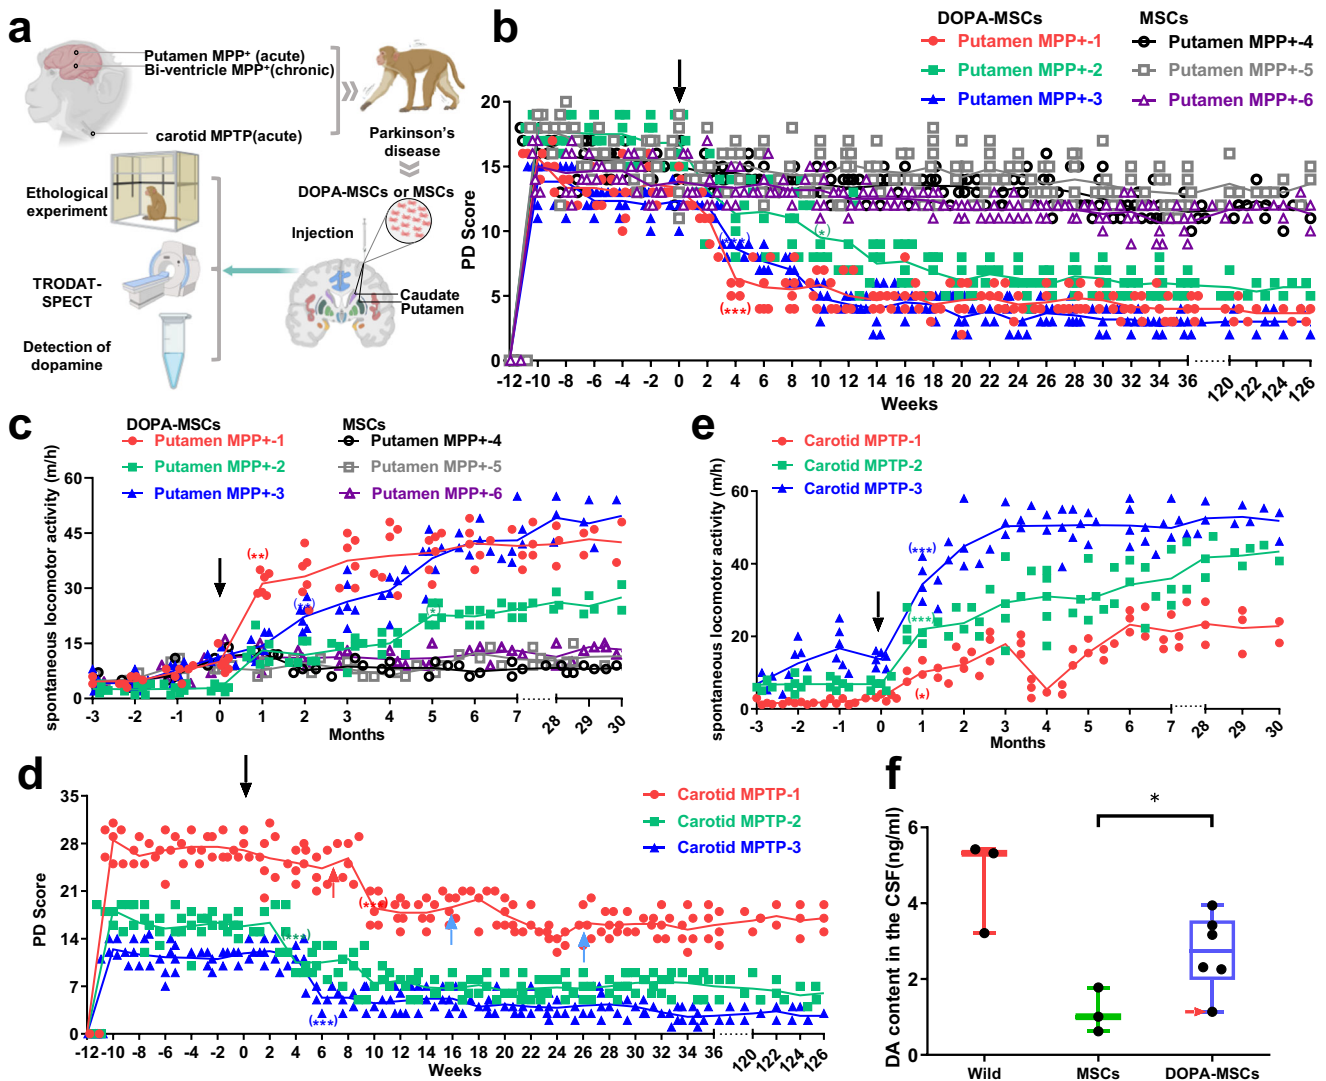 a
Putamen MPP⁺ (acute)
Bi-ventricle MPP⁺(chronic)
carotid MPTP(acute)
Parkinson's
disease
Ethological
experiment
DOPA-MSCs or MSCs
Injection
TRODAT-
SPECT
Caudate
Putamen
Detection of
dopamine
b
DOPA-MSCs
MSCs
Putamen MPP+-1
Putamen MPP+-4
Putamen MPP+-2
Putamen MPP+-5
Putamen MPP+-3
Putamen MPP+-6
PD Score
20
15
10
5
0
(***)
(***)
(*)
-12 -10 -8 -6 -4 -2 0 2 4 6 8 10 12 14 16 18 20 22 24 26 28 30 32 34 36 120 122 124 126
Weeks
c
DOPA-MSCs
MSCs
Putamen MPP+-1
Putamen MPP+-4
Putamen MPP+-2
Putamen MPP+-5
Putamen MPP+-3
Putamen MPP+-6
spontaneous locomotor activity (m/h)
60
45
30
15
0
(**)
(*)
-3 -2 -1 0 1 2 3 4 5 6 7 28 29 30
Months
e
Carotid MPTP-1
Carotid MPTP-2
Carotid MPTP-3
spontaneous locomotor activity (m/h)
60
40
20
0
(***)
(***)
(*)
-3 -2 -1 0 1 2 3 4 5 6 7 28 29 30
Months
d
Carotid MPTP-1
Carotid MPTP-2
Carotid MPTP-3
PD Score
35
28
21
14
7
0
(***)
(***)
(***)
-12 -10 -8 -6 -4 -2 0 2 4 6 8 10 12 14 16 18 20 22 24 26 28 30 32 34 36 120 122 124 126
Weeks
f
DA content in the CSF(ng/ml)
6
4
2
0
*
Wild
MSCs
DOPA-MSCs